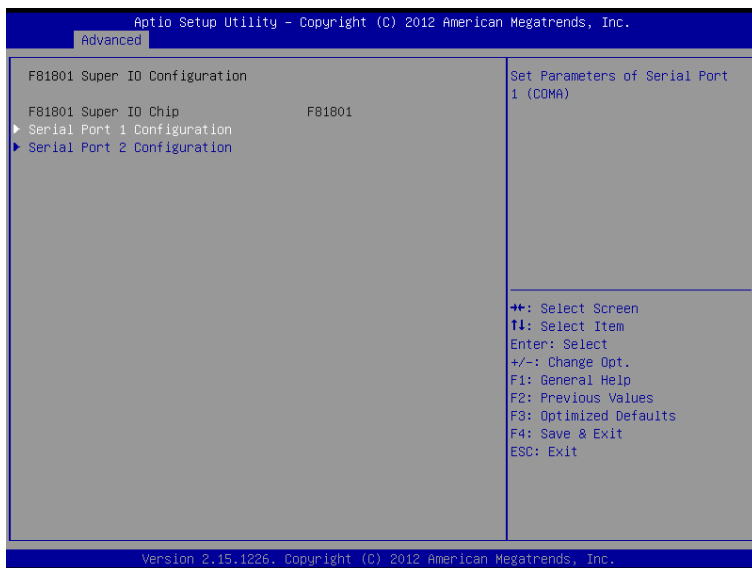 Aptio Setup Utility – Copyright (C) 2012 American Megatrends, Inc.
Advanced
F81801 Super IO Configuration
F81801 Super IO Chip F81801
► Serial Port 1 Configuration
► Serial Port 2 Configuration
Set Parameters of Serial Port
1 (COMA)
→←: Select Screen
↑↓: Select Item
Enter: Select
+/-: Change Opt.
F1: General Help
F2: Previous Values
F3: Optimized Defaults
F4: Save & Exit
ESC: Exit
Version 2.15.1226. Copyright (C) 2012 American Megatrends, Inc.